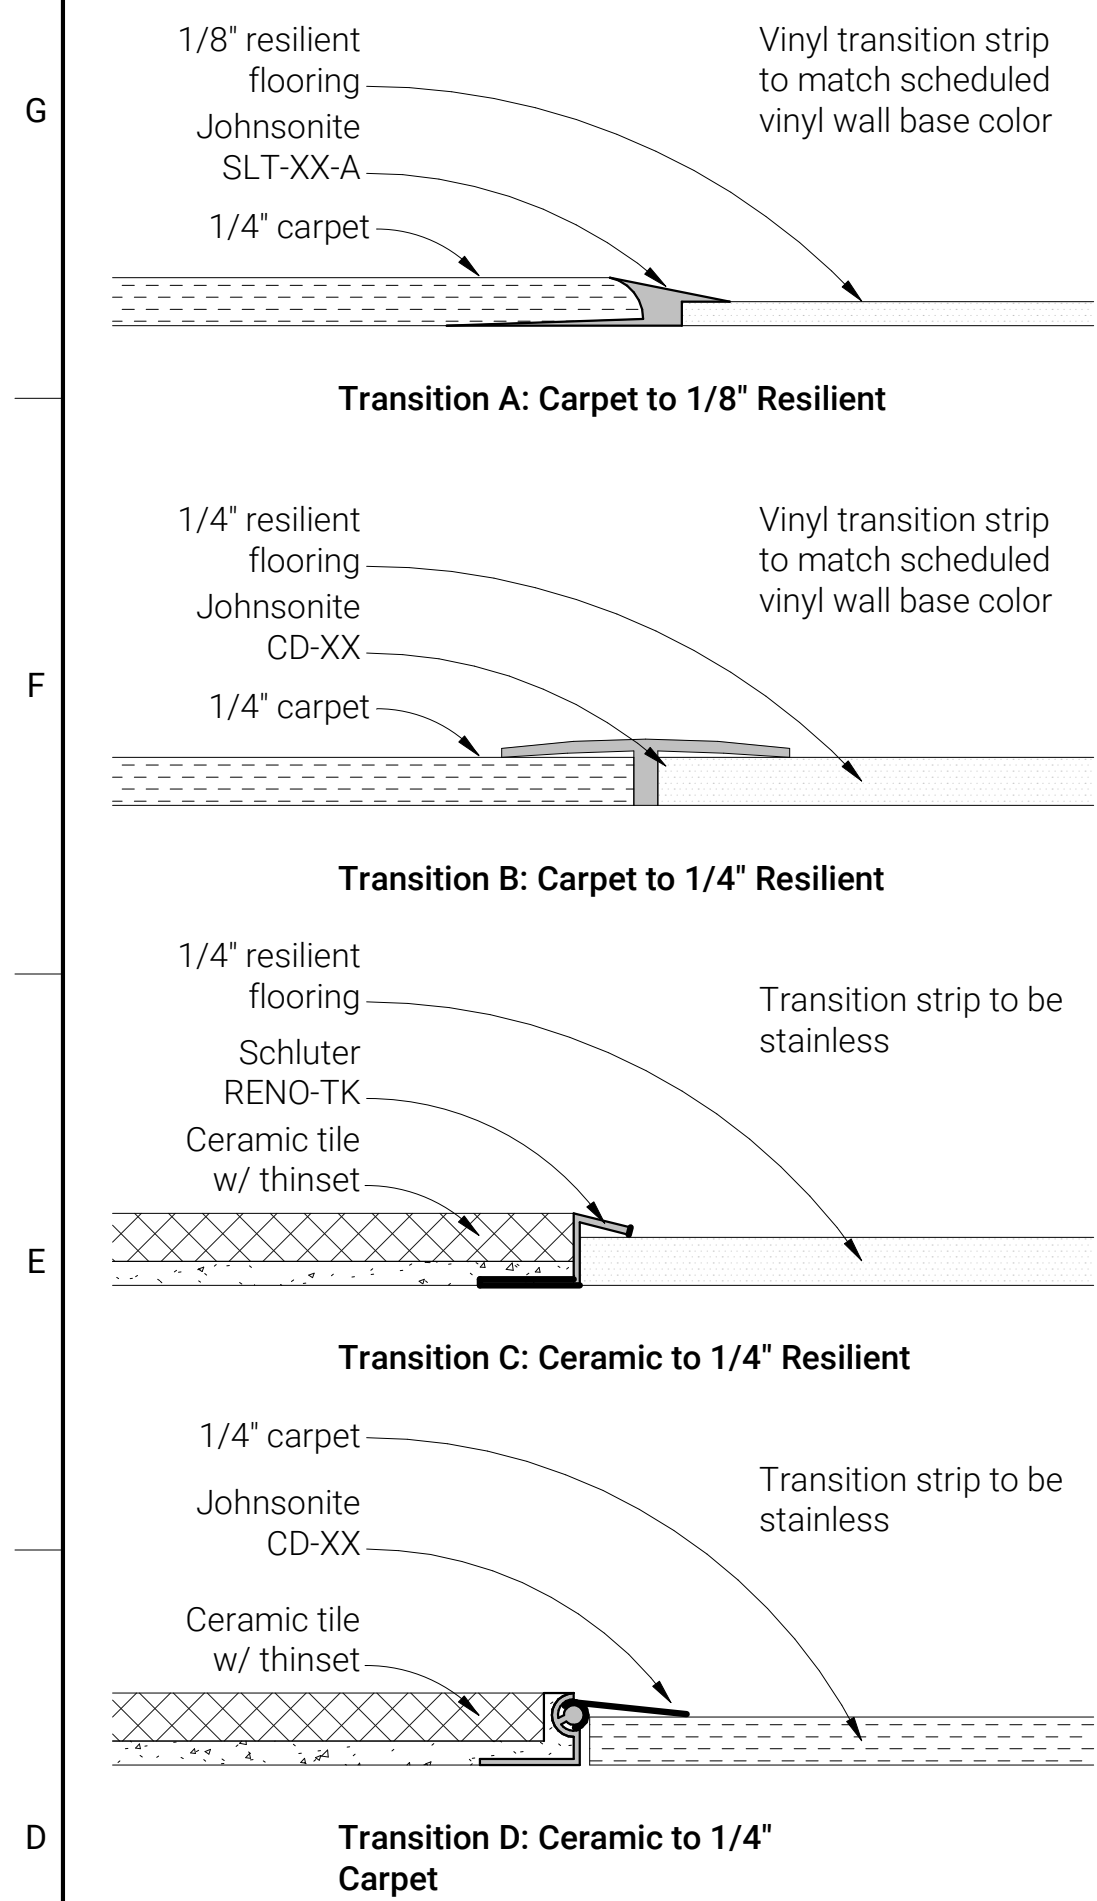 1/8" resilient
flooring
Johnsonite
SLT-XX-A
1/4" carpet
Vinyl transition strip
to match scheduled
vinyl wall base color
G
Transition A: Carpet to 1/8" Resilient
1/4" resilient
flooring
Johnsonite
CD-XX
1/4" carpet
Vinyl transition strip
to match scheduled
vinyl wall base color
F
Transition B: Carpet to 1/4" Resilient
1/4" resilient
flooring
Schluter
RENO-TK
Ceramic tile
w/ thinset
Transition strip to be
stainless
E
Transition C: Ceramic to 1/4" Resilient
1/4" carpet
Johnsonite
CD-XX
Ceramic tile
w/ thinset
Transition strip to be
stainless
D
Transition D: Ceramic to 1/4"
Carpet